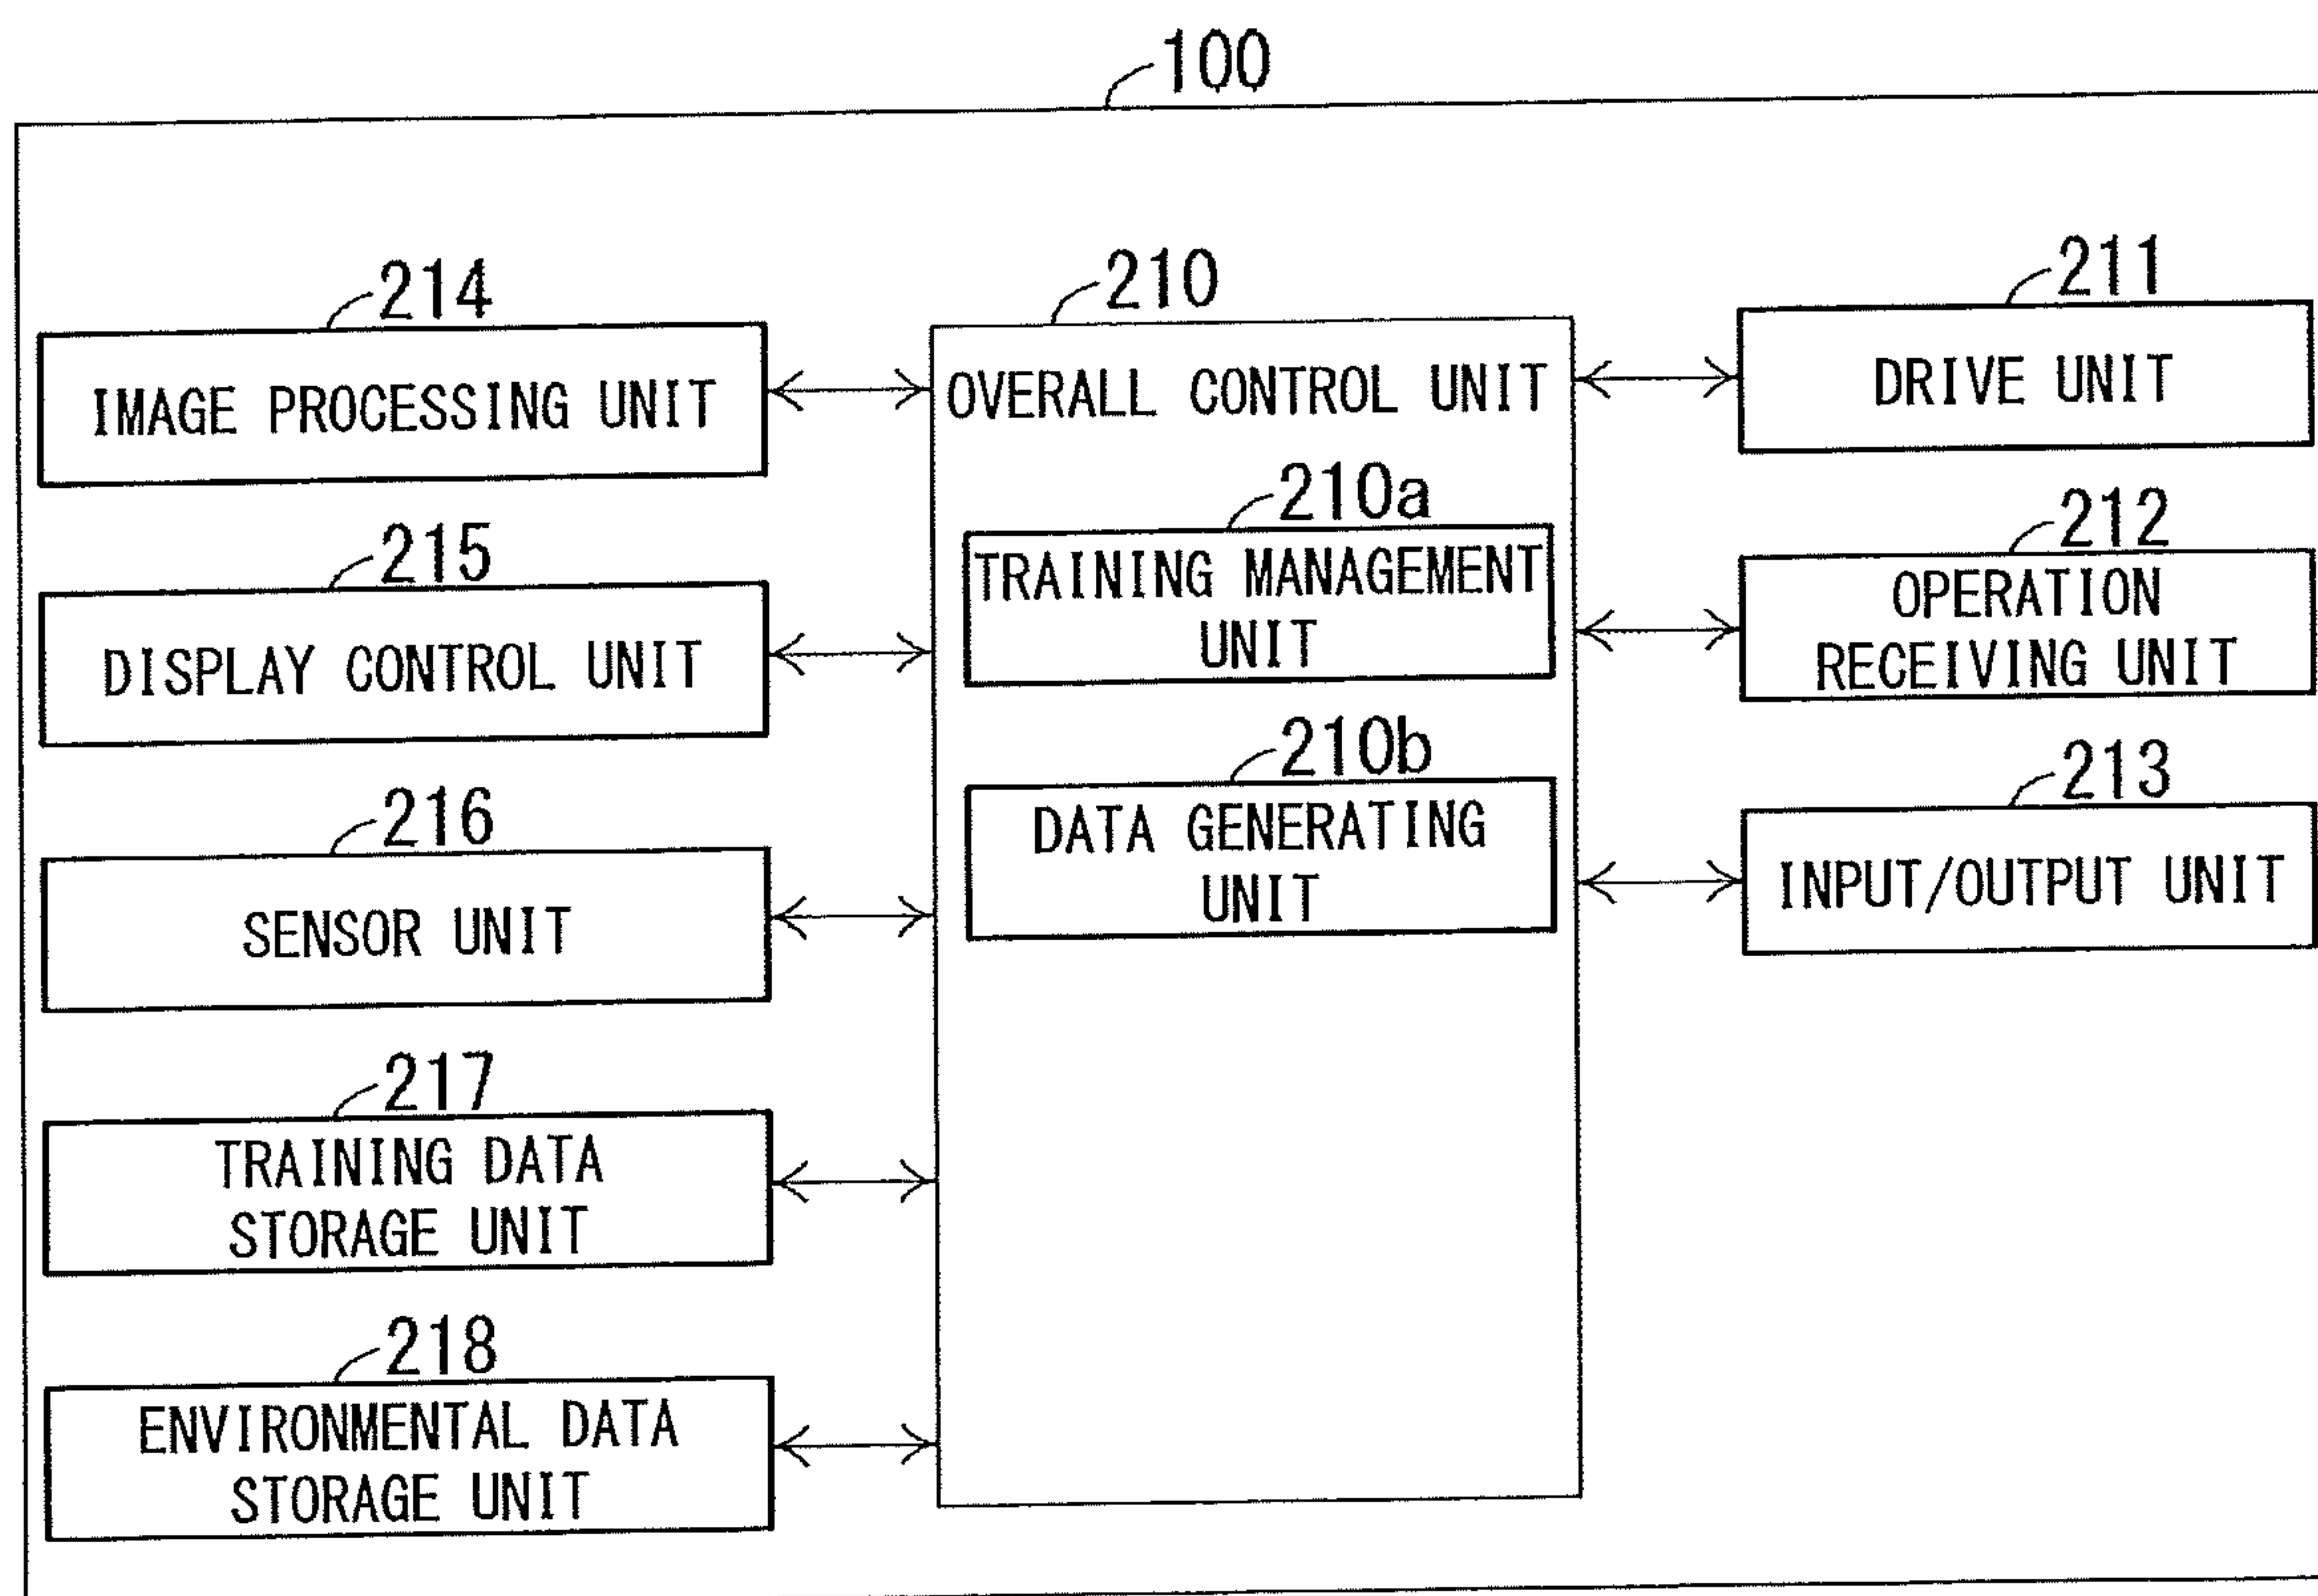 100
214
IMAGE PROCESSING UNIT
215
DISPLAY CONTROL UNIT
216
SENSOR UNIT
217
TRAINING DATA
STORAGE UNIT
218
ENVIRONMENTAL DATA
STORAGE UNIT
210
OVERALL CONTROL UNIT
210a
TRAINING MANAGEMENT
UNIT
210b
DATA GENERATING
UNIT
211
DRIVE UNIT
212
OPERATION
RECEIVING UNIT
213
INPUT/OUTPUT UNIT